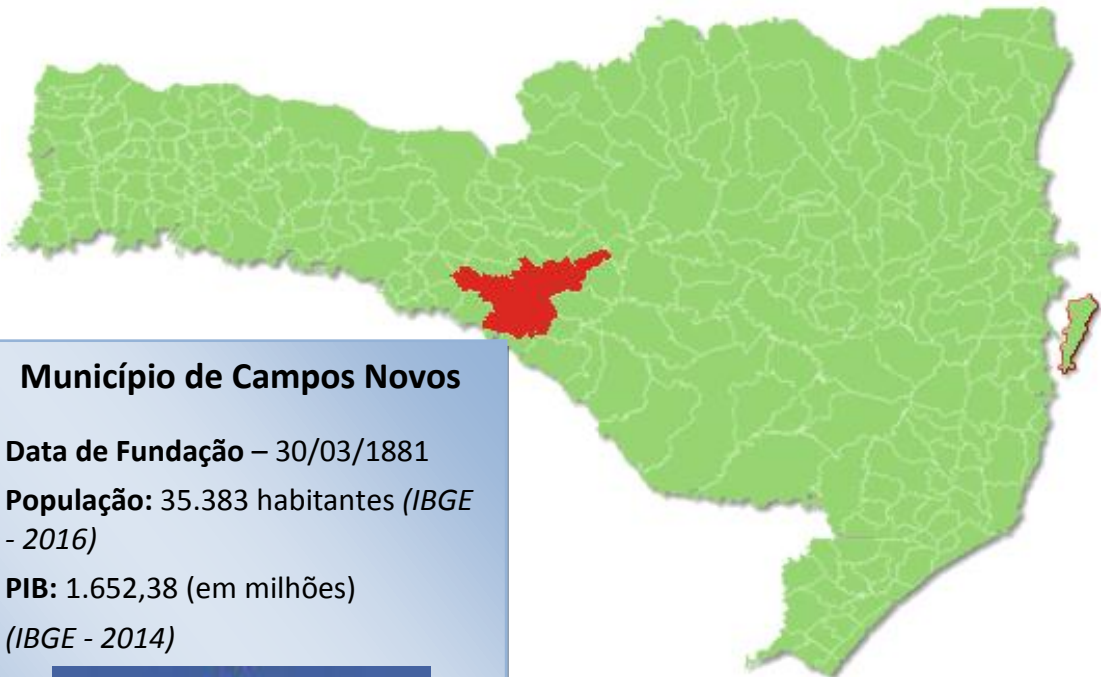 Município de Campos Novos
Data de Fundação – 30/03/1881
População: 35.383 habitantes (IBGE
- 2016)
PIB: 1.652,38 (em milhões)
(IBGE - 2014)